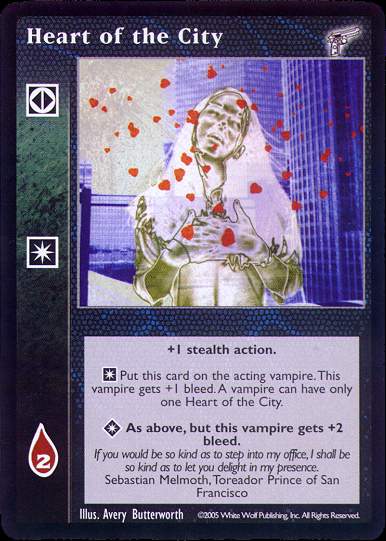 Heart of the City
+1 stealth action.
Put this card on the acting vampire. This
vampire gets +1 bleed. A vampire can have only
one Heart of the City.
As above, but this vampire gets +2
bleed.
If you would be so kind as to step into my office, I shall be
so kind as to let you delight in my presence.
Sebastian Melmoth, Toreador Prince of San
Francisco
2
Illus. Avery Butterworth ©2005 White Wolf Publishing, Inc. All Rights Reserved.